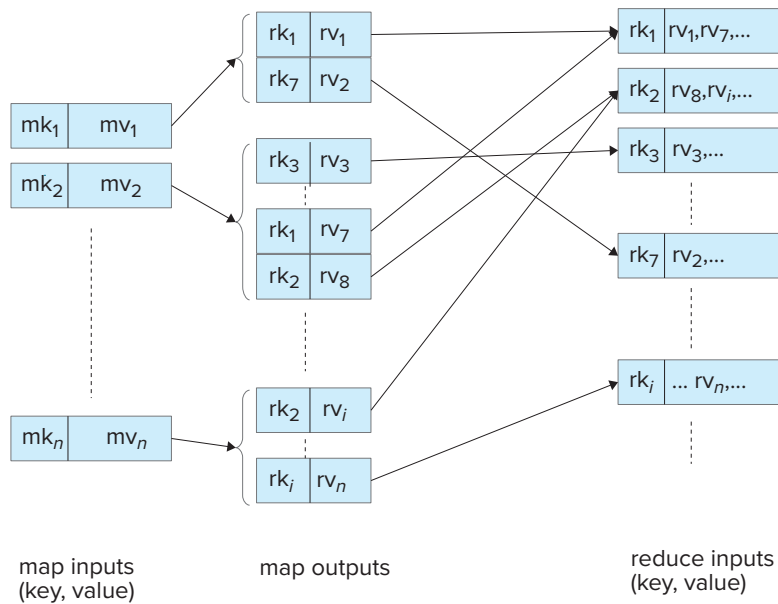 mk₁ mv₁
mk₂ mv₂
mkₙ mvₙ
map inputs
(key, value)
rk₁ rv₁
rk₇ rv₂
rk₃ rv₃
rk₁ rv₇
rk₂ rv₈
rk₂ rvᵢ
rkᵢ rvₙ
map outputs
rk₁ rv₁,rv₇,...
rk₂ rv₈,rvᵢ,...
rk₃ rv₃,...
rk₇ rv₂,...
rkᵢ ... rvₙ,...
reduce inputs
(key, value)